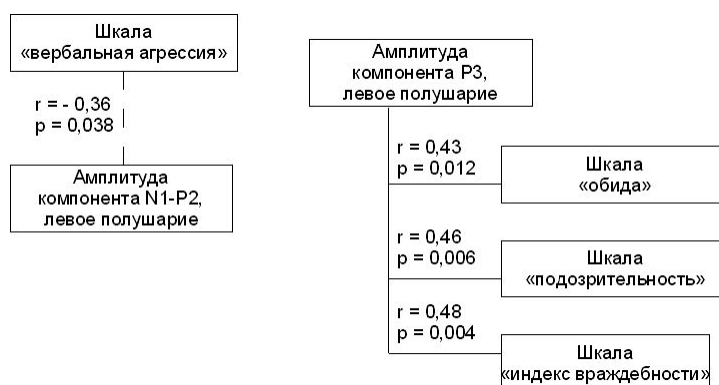 Шкала
«вербальная агрессия»
r = - 0,36
p = 0,038
Амплитуда
компонента N1-P2,
левое полушарие
Амплитуда
компонента P3,
левое полушарие
r = 0,43
p = 0,012
Шкала
«обида»
r = 0,46
p = 0,006
Шкала
«подозрительность»
r = 0,48
p = 0,004
Шкала
«индекс враждебности»